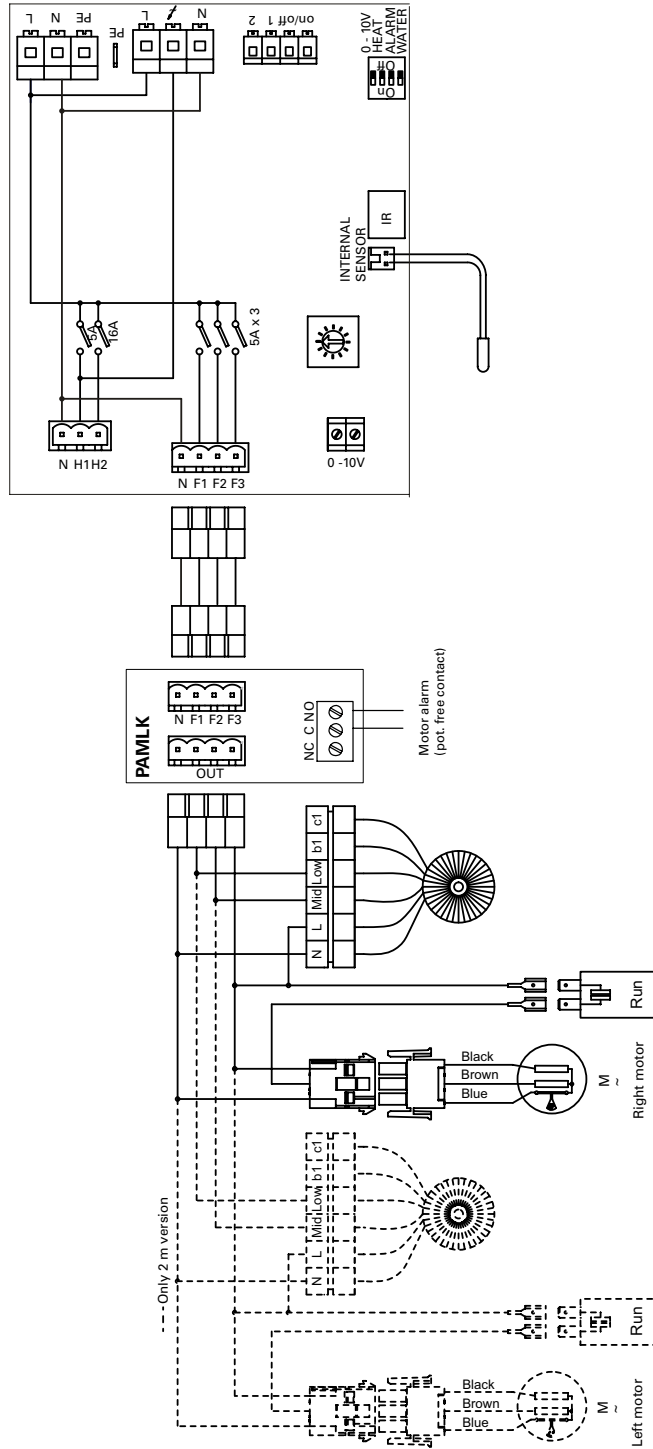 L
N
PE
PE
L
N
on/off 1 2
0 - 10V
HEAT
ALARM
WATER
Off
On
INTERNAL
SENSOR
IR
5A
16A
5A x 3
N H1H2
N F1 F2 F3
0 -10V
PAMLK
N F1 F2 F3
OUT
NC C NO
Motor alarm
(pot. free contact)
N L Mid Low b1 c1
Run
Black
Brown
Blue
M
~
Right motor
Only 2 m version
N L Mid Low b1 c1
Run
Black
Brown
Blue
M
~
Left motor